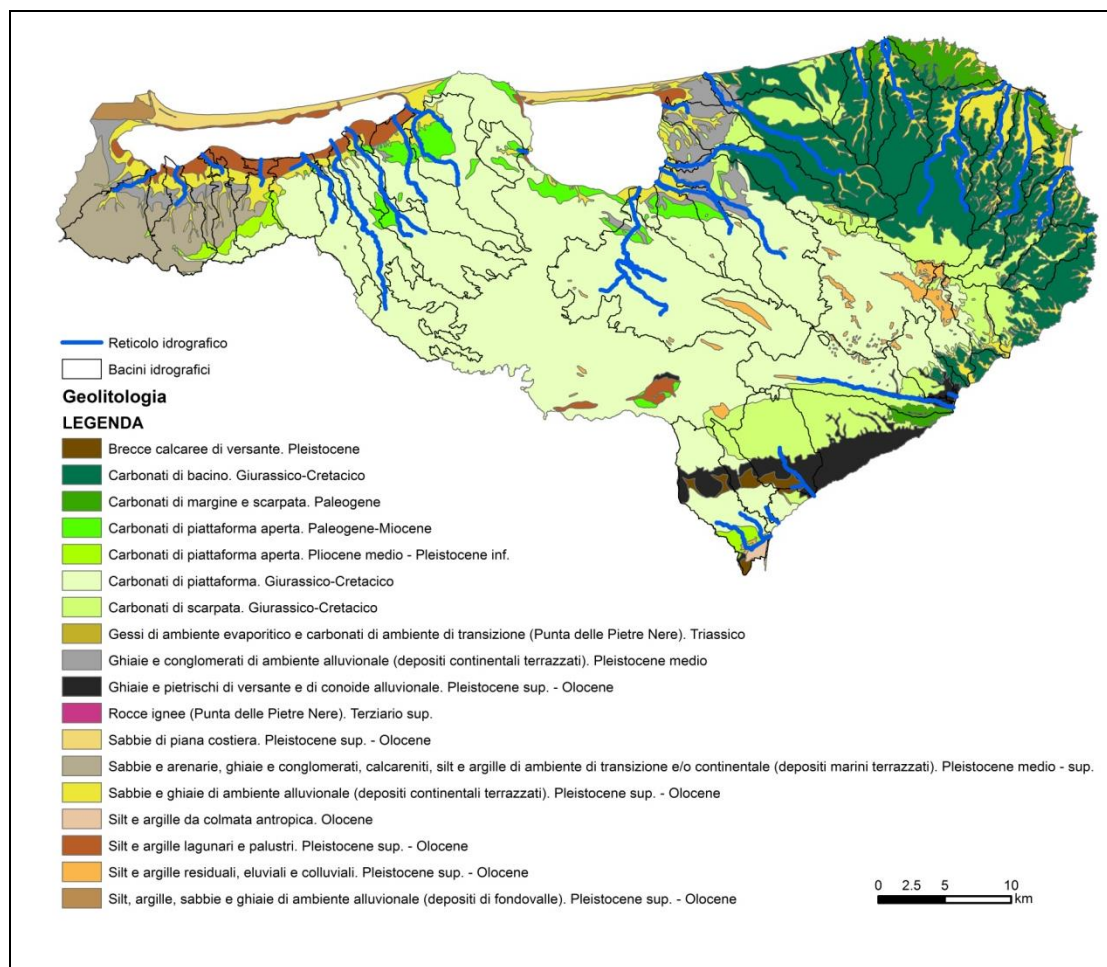 Reticolo idrografico
Bacini idrografici
Geolitologia
LEGENDA
Brecce calcaree di versante. Pleistocene
Carbonati di bacino. Giurassico-Cretacico
Carbonati di margine e scarpata. Paleogene
Carbonati di piattaforma aperta. Paleogene-Miocene
Carbonati di piattaforma aperta. Pliocene medio - Pleistocene inf.
Carbonati di piattaforma. Giurassico-Cretacico
Carbonati di scarpata. Giurassico-Cretacico
Gessi di ambiente evaporitico e carbonati di ambiente di transizione (Punta delle Pietre Nere). Triassico
Ghiaie e conglomerati di ambiente alluvionale (depositi continentali terrazzati). Pleistocene medio
Ghiaie e pietrischi di versante e di conoide alluvionale. Pleistocene sup. - Olocene
Rocce ignee (Punta delle Pietre Nere). Terziario sup.
Sabbie di piana costiera. Pleistocene sup. - Olocene
Sabbie e arenarie, ghiaie e conglomerati, calcareniti, silt e argille di ambiente di transizione e/o continentale (depositi marini terrazzati). Pleistocene medio - sup.
Sabbie e ghiaie di ambiente alluvionale (depositi continentali terrazzati). Pleistocene sup. - Olocene
Silt e argille da colmata antropica. Olocene
Silt e argille lagunari e palustri. Pleistocene sup. - Olocene
Silt e argille residuali, eluviali e colluviali. Pleistocene sup. - Olocene
Silt, argille, sabbie e ghiaie di ambiente alluvionale (depositi di fondovalle). Pleistocene sup. - Olocene
0 2.5 5 10
km